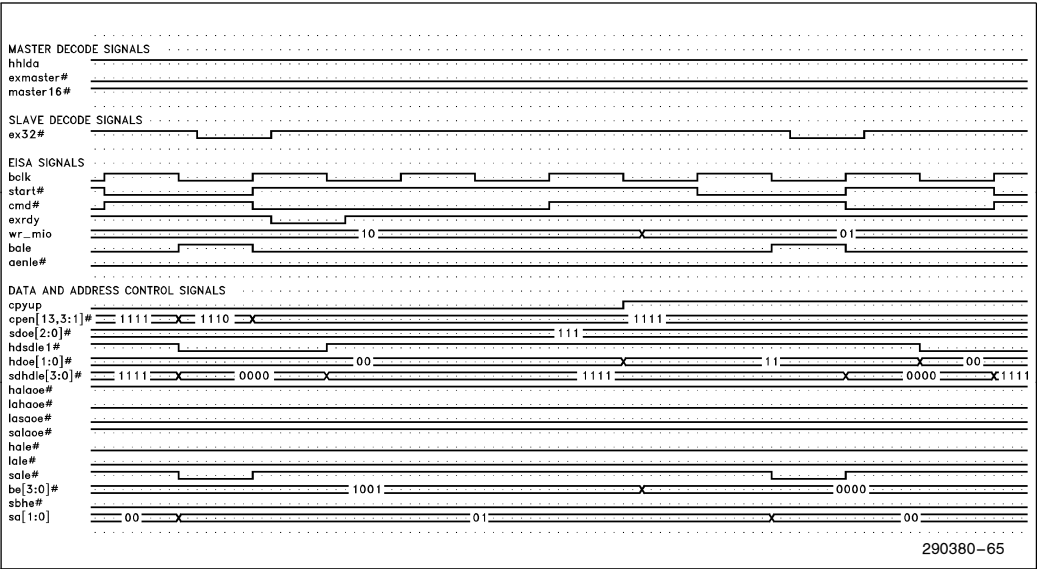 MASTER DECODE SIGNALS
hhlda
exmaster#
master16#
SLAVE DECODE SIGNALS
ex32#
EISA SIGNALS
bclk
start#
cmd#
exrdy
wr_mio 10 01
bale
aenle#
DATA AND ADDRESS CONTROL SIGNALS
cpyup
cpen[13,3:1]# 1111 1110 1111
sdoe[2:0]# 111
hdsdle1#
hdoe[1:0]# 00 11 00
sdhdle[3:0]# 1111 0000 1111 0000 1111
halaoe#
lahaoe#
lasaoe#
salaoe#
hale#
lale#
sale#
be[3:0]# 1001 0000
sbhe#
sa[1:0] 00 01 00
290380-65